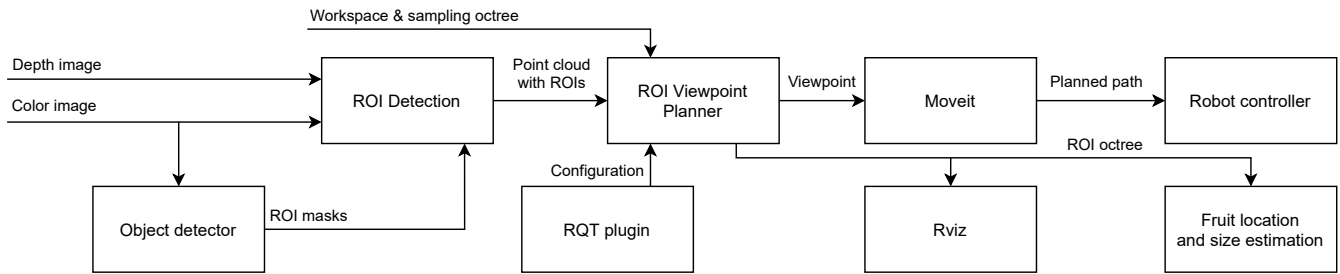 Workspace & sampling octree
Depth image
Color image
ROI Detection
Point cloud
with ROIs
ROI Viewpoint
Planner
Viewpoint
Moveit
Planned path
Robot controller
ROI octree
Configuration
Object detector
ROI masks
RQT plugin
Rviz
Fruit location
and size estimation